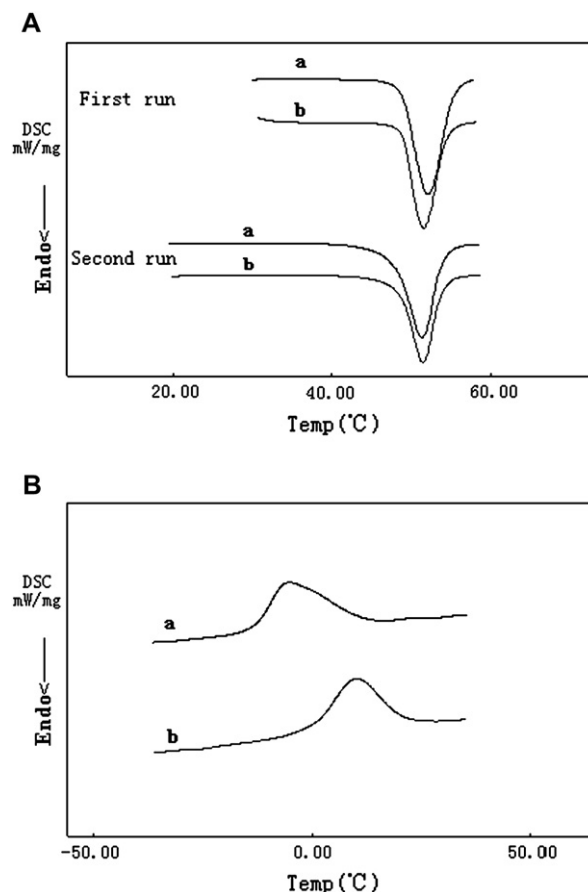 A
a
First run
b
DSC
mW/mg
Endo<
a
Second run
b
20.00 40.00 60.00
Temp(℃)
B
DSC
mW/mg
a
Endo<
b
-50.00 0.00 50.00
Temp(℃)